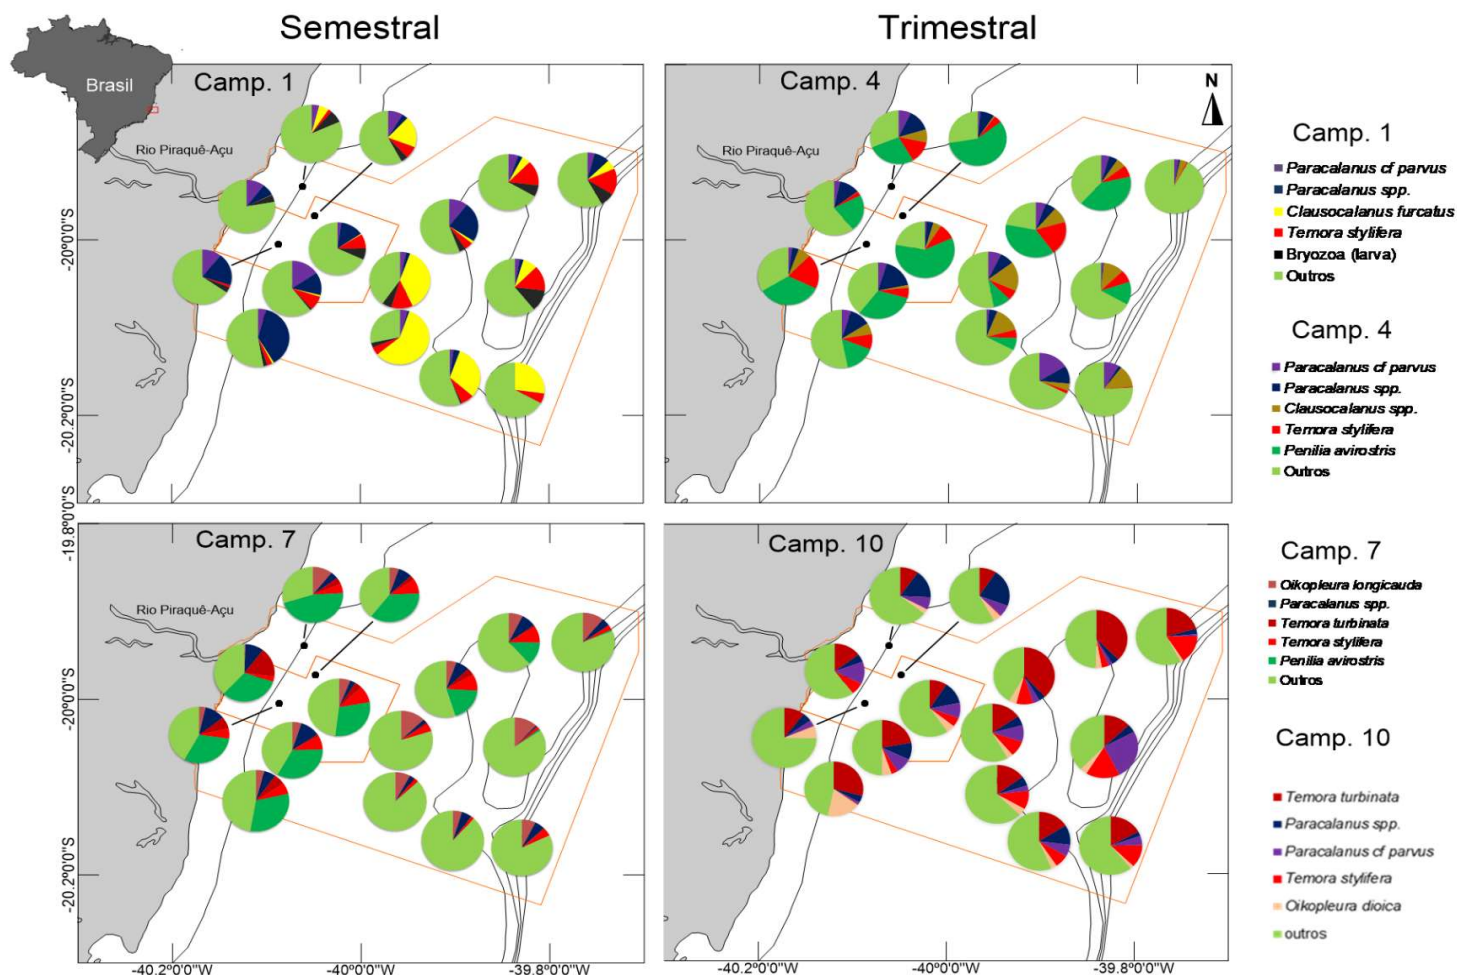 Semestral
Trimestral
Brasil
Camp. 1
Rio Piraquê-Açu
Camp. 4
Rio Piraquê-Açu
N
-20°0'0"S
-20.2°0'0"S
Camp. 1
Paracalanus cf parvus
Paracalanus spp.
Clausocalanus furcatus
Temora stylifera
Bryozoa (larva)
Outros
Camp. 4
Paracalanus cf parvus
Paracalanus spp.
Clausocalanus spp.
Temora stylifera
Penilia avirostris
Outros
-19.8°0'0"S
Camp. 7
Rio Piraquê-Açu
Camp. 10
-20°0'0"S
-20.2°0'0"S
-40.2°0'0"W
-40°0'0"W
-39.8°0'0"W
-40.2°0'0"W
-40°0'0"W
-39.8°0'0"W
Camp. 7
Oikopleura longicauda
Paracalanus spp.
Temora turbinata
Temora stylifera
Penilia avirostris
Outros
Camp. 10
Temora turbinata
Paracalanus spp.
Paracalanus cf parvus
Temora stylifera
Oikopleura dioica
outros